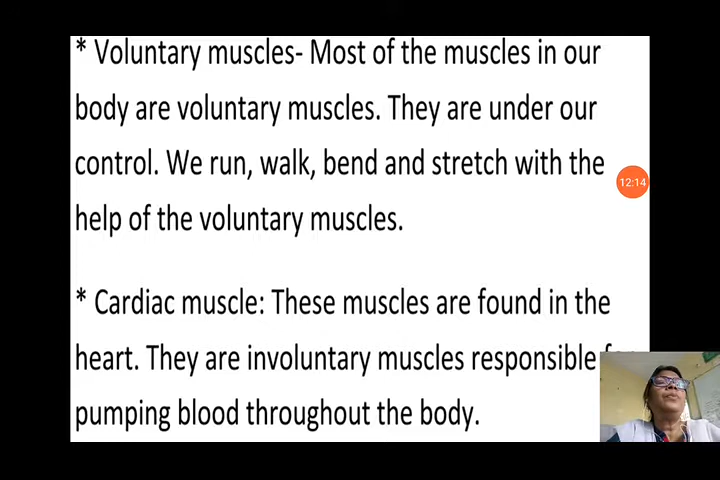 * Voluntary muscles- Most of the muscles in our
body are voluntary muscles. They are under our
control. We run, walk, bend and stretch with the
12:14
help of the voluntary muscles.
* Cardiac muscle: These muscles are found in the
heart. They are involuntary muscles responsible
pumping blood throughout the body.